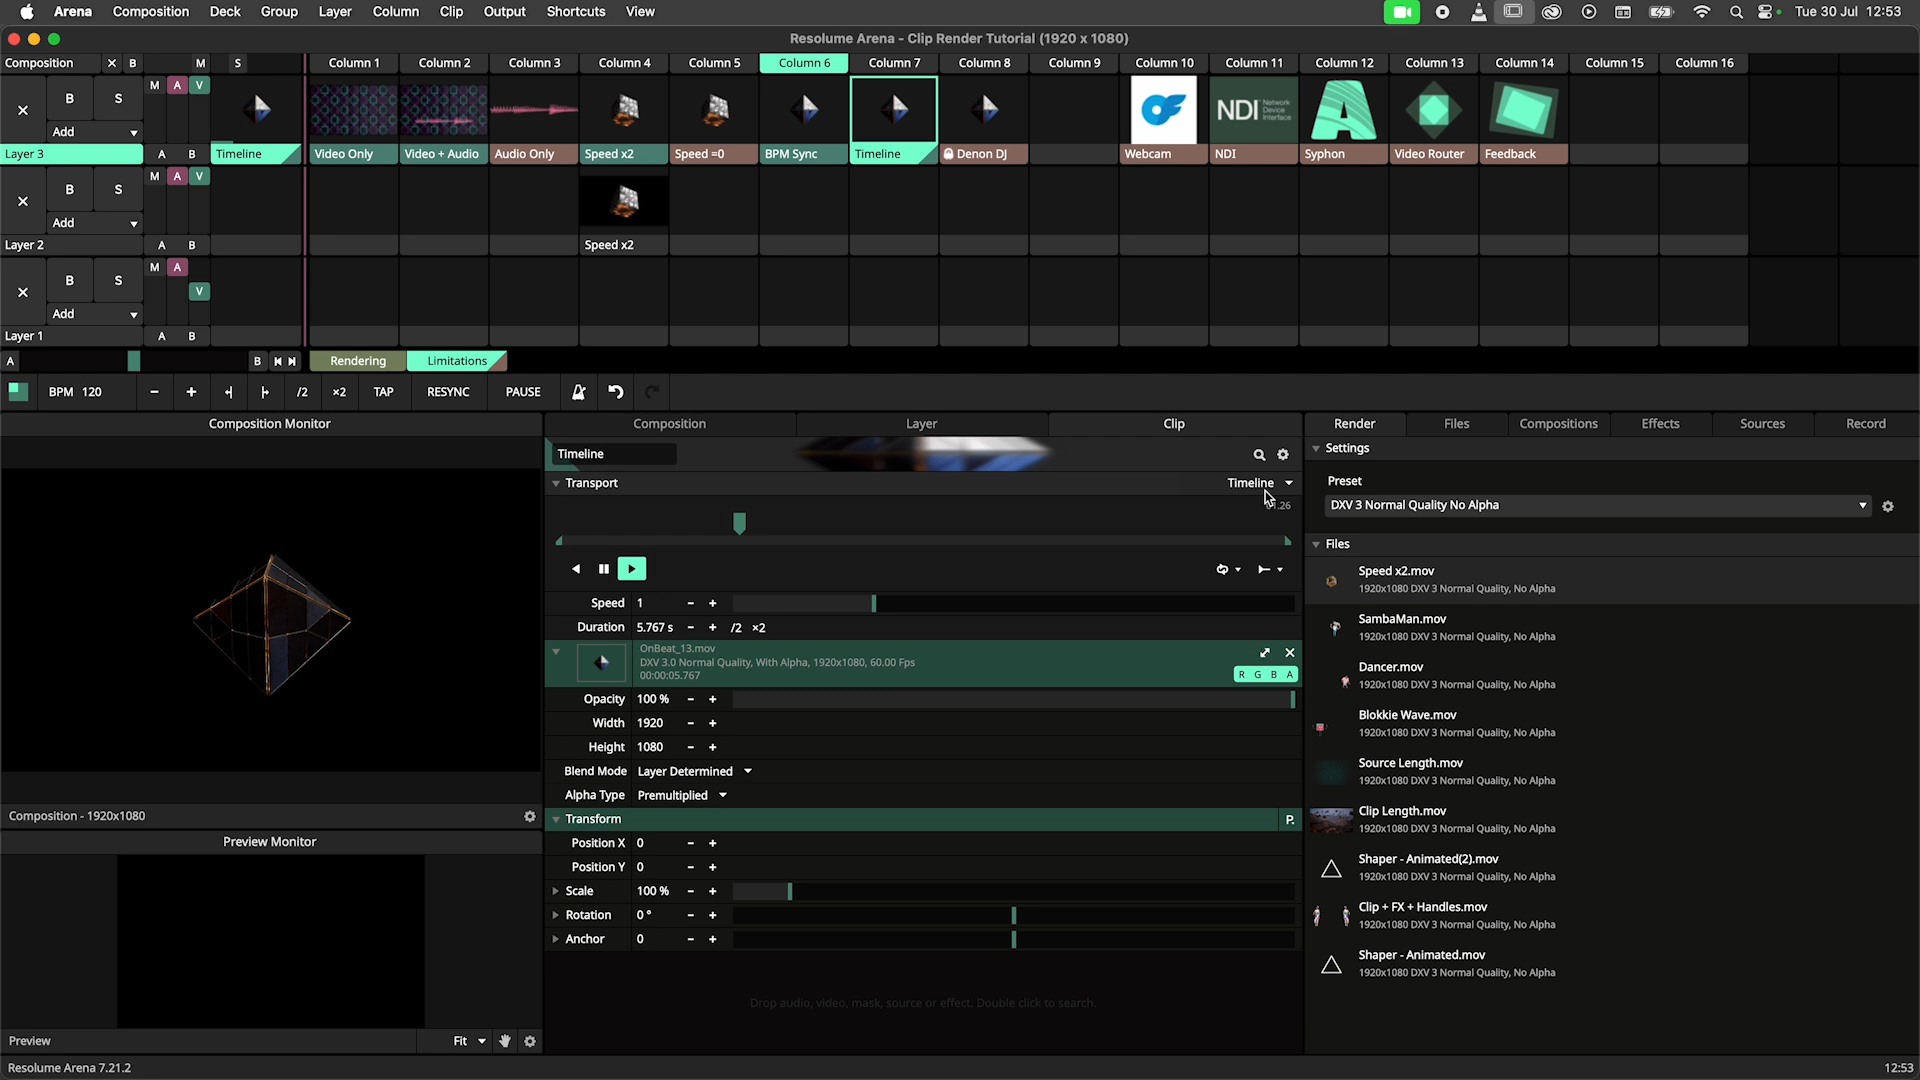 Arena Composition Deck Group Layer Column Clip Output Shortcuts View Tue 30 Jul 12:53
Resolume Arena - Clip Render Tutorial (1920 x 1080)
Composition X B M S Column 1 Column 2 Column 3 Column 4 Column 5 Column 6 Column 7 Column 8 Column 9 Column 10 Column 11 Column 12 Column 13 Column 14 Column 15 Column 16
B S M A V
NDI Network Device Interface
Add
Layer 3 A B Timeline Video Only Video + Audio Audio Only Speed x2 Speed =0 BPM Sync Timeline Denon DJ Webcam NDI Syphon Video Router Feedback
B S M A V
Add
Layer 2 A B Speed x2
B S M A
V
Add
Layer 1 A B
A B Rendering Limitations
BPM 120 - + /2 ×2 TAP RESYNC PAUSE
Composition Monitor Composition Layer Clip Render Files Compositions Effects Sources Record
Timeline
Settings
Transport Timeline
Preset
DXV 3 Normal Quality No Alpha
Files
Speed 1 - +
Duration 5.767 s - + /2 ×2
OnBeat_13.mov
DXV 3.0 Normal Quality, With Alpha, 1920x1080, 60.00 Fps
00:00:05.767
R G B A
Opacity 100 % - +
Width 1920 - +
Height 1080 - +
Blend Mode Layer Determined
Alpha Type Premultiplied
Transform P.
Position X 0 - +
Position Y 0 - +
Scale 100 % - +
Rotation 0 ° - +
Anchor 0 - +
Drop audio, video, mask, source or effect. Double click to search.
Speed x2.mov
1920x1080 DXV 3 Normal Quality, No Alpha
SambaMan.mov
1920x1080 DXV 3 Normal Quality, No Alpha
Dancer.mov
1920x1080 DXV 3 Normal Quality, No Alpha
Blokkie Wave.mov
1920x1080 DXV 3 Normal Quality, No Alpha
Source Length.mov
1920x1080 DXV 3 Normal Quality, No Alpha
Clip Length.mov
1920x1080 DXV 3 Normal Quality, No Alpha
Shaper - Animated(2).mov
1920x1080 DXV 3 Normal Quality, No Alpha
Clip + FX + Handles.mov
1920x1080 DXV 3 Normal Quality, No Alpha
Shaper - Animated.mov
1920x1080 DXV 3 Normal Quality, No Alpha
Composition - 1920x1080
Preview Monitor
Preview Fit
Resolume Arena 7.21.2 12:53